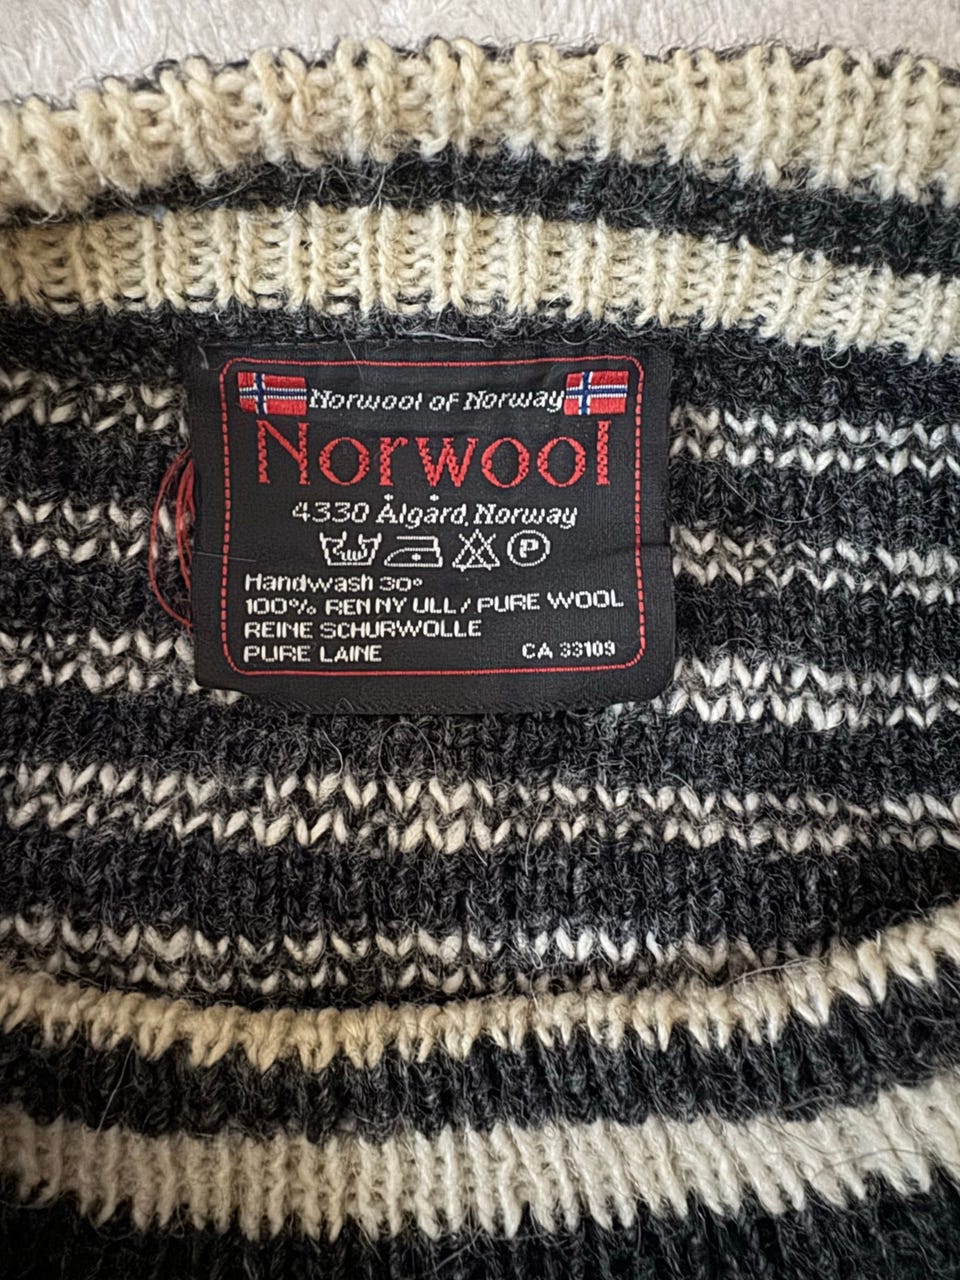 Norwool of Norway
Norwool
4330 Ålgård, Norway
P
Handwash 30°
100% REN NY ULL / PURE WOOL
REINE SCHURWOLLE
PURE LAINE CA 33109